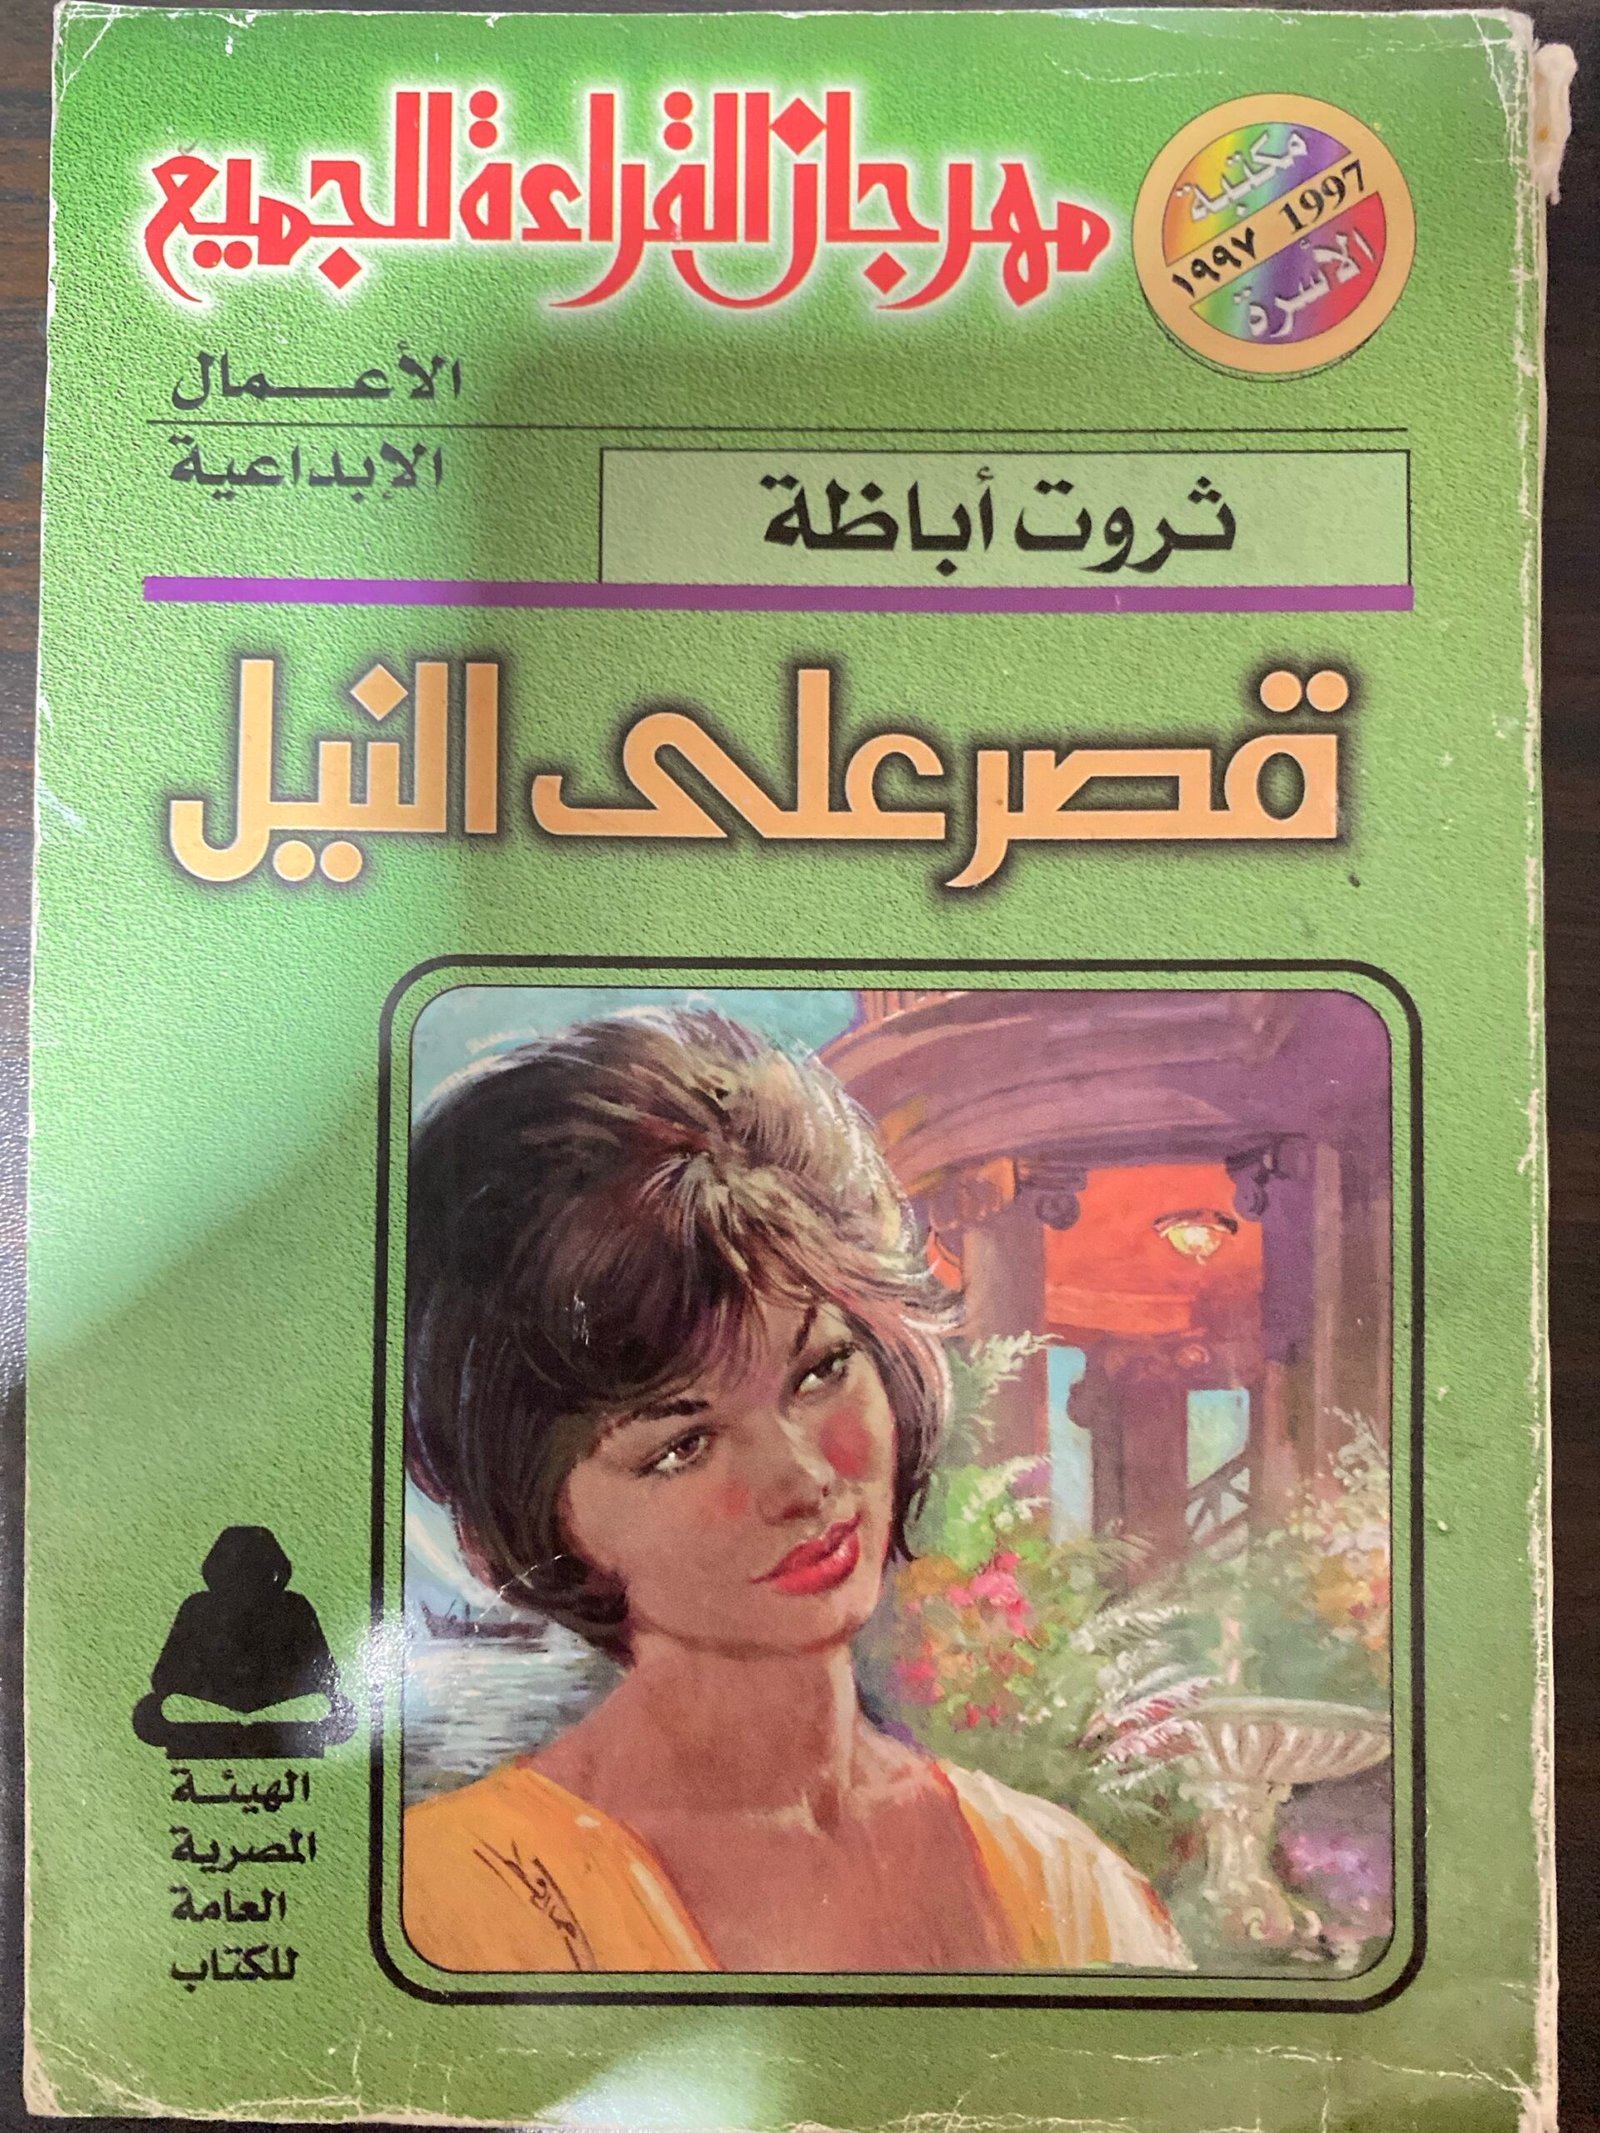 مهرجان القراءة للجميع
مكتبة
1997
١٩٩٧
الأسرة
الأعمال
الإبداعية
ثروت أباظة
قصر على النيل
الهيئة
المصرية
العامة
للكتاب